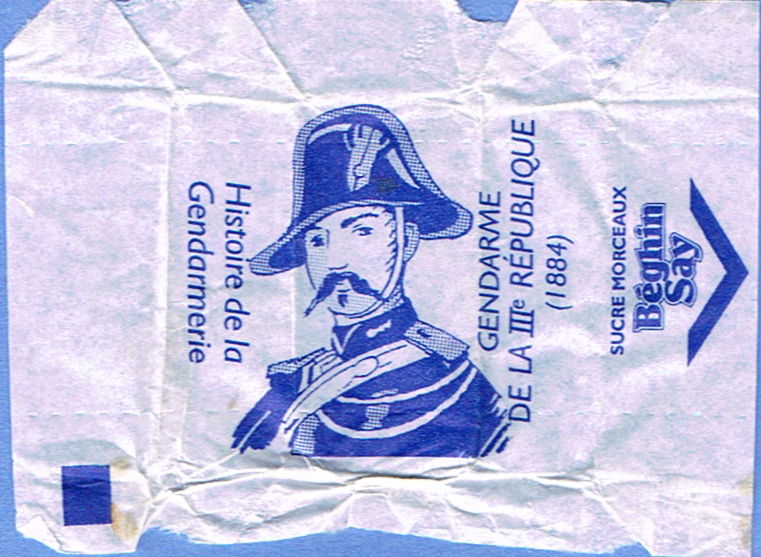 Histoire de la
Gendarmerie
GENDARME
DE LA IIIe RÉPUBLIQUE
(1884)
SUCRE MORCEAUX
Béghin
Say